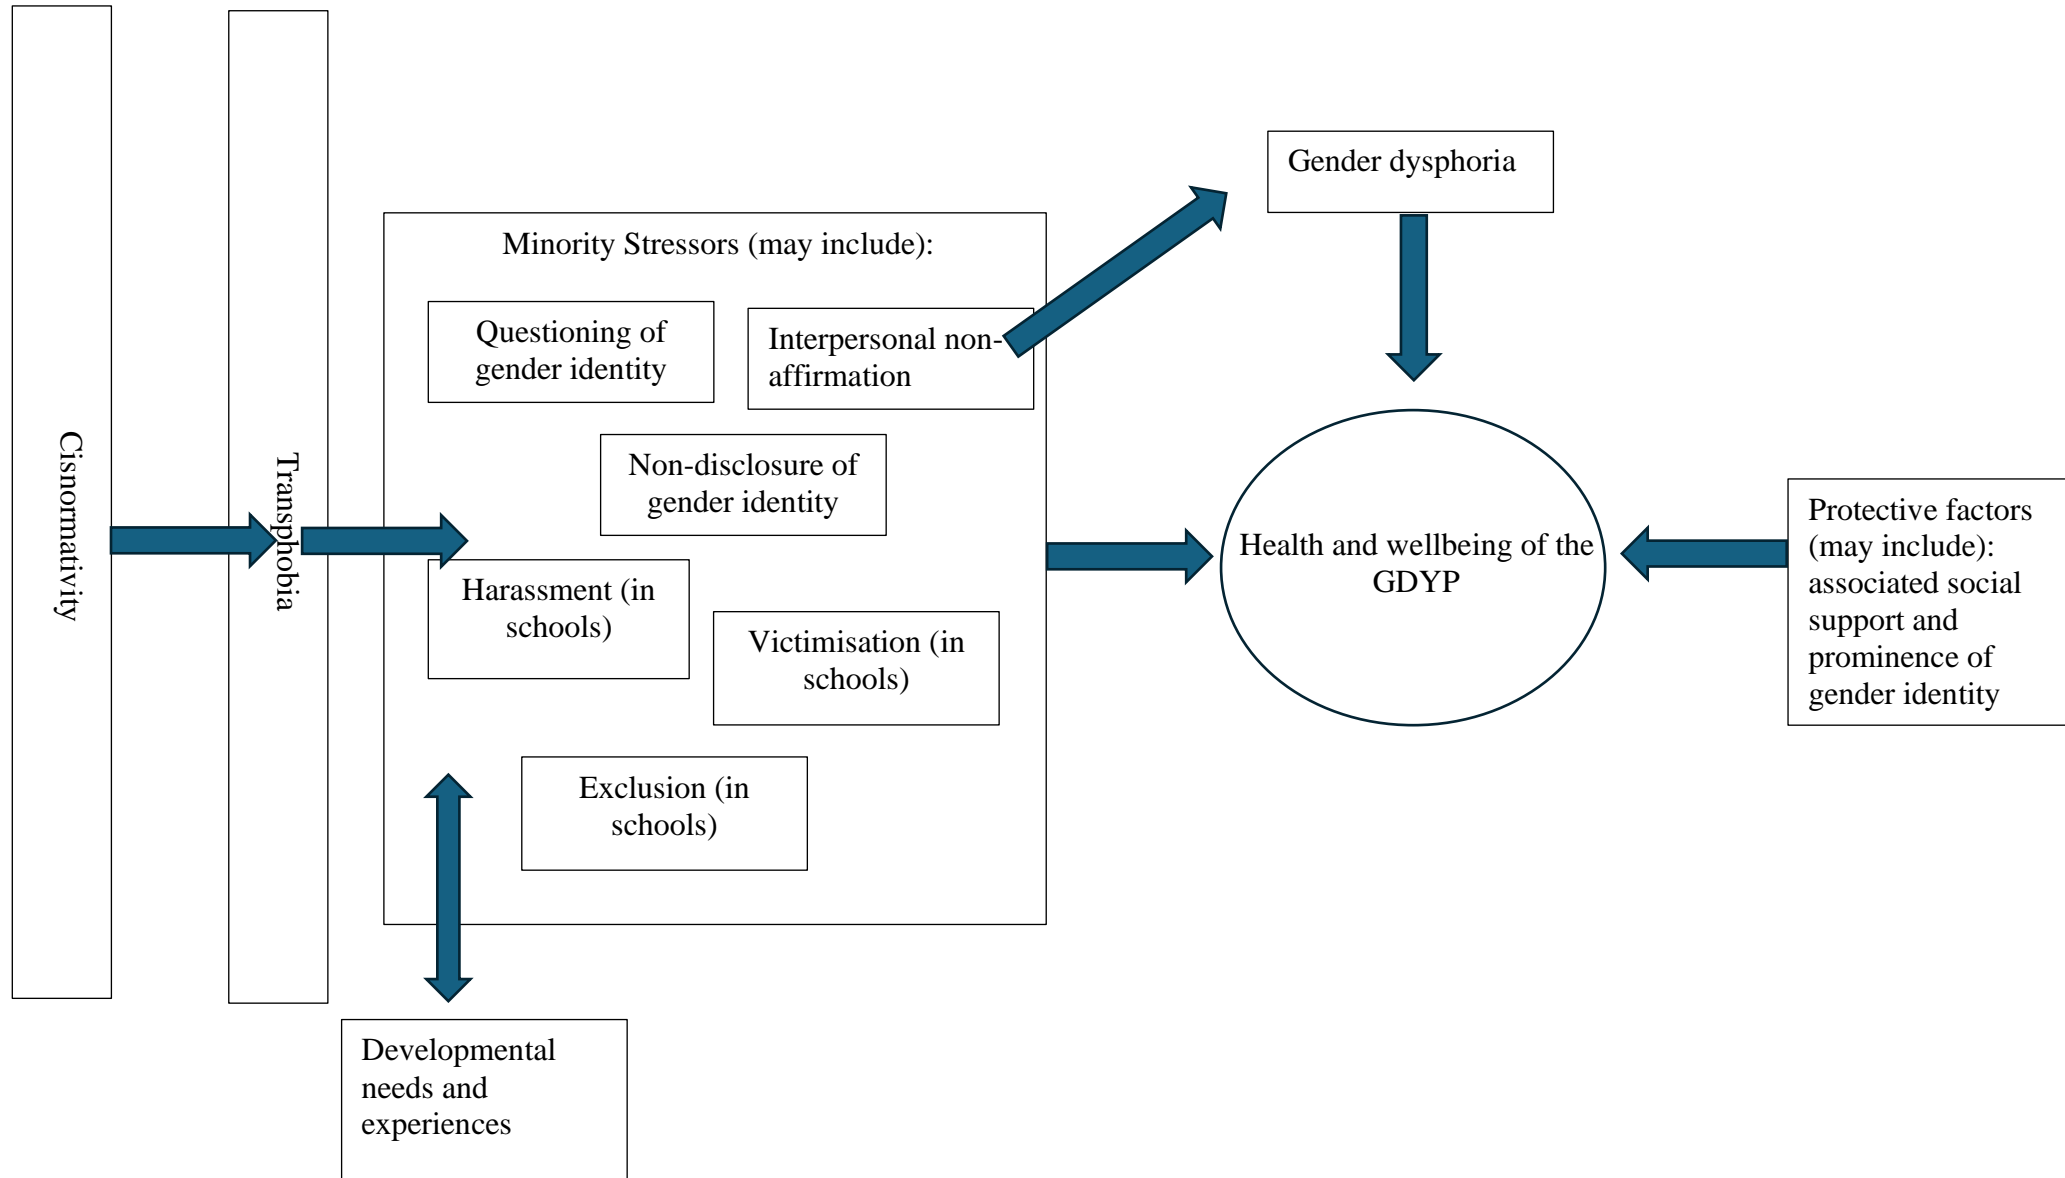 Cisnormativity
Transphobia
Minority Stressors (may include):
Questioning of
gender identity
Interpersonal non-
affirmation
Non-disclosure of
gender identity
Harassment (in
schools)
Victimisation (in
schools)
Exclusion (in
schools)
Developmental
needs and
experiences
Gender dysphoria
Health and wellbeing of the
GDYP
Protective factors
(may include):
associated social
support and
prominence of
gender identity